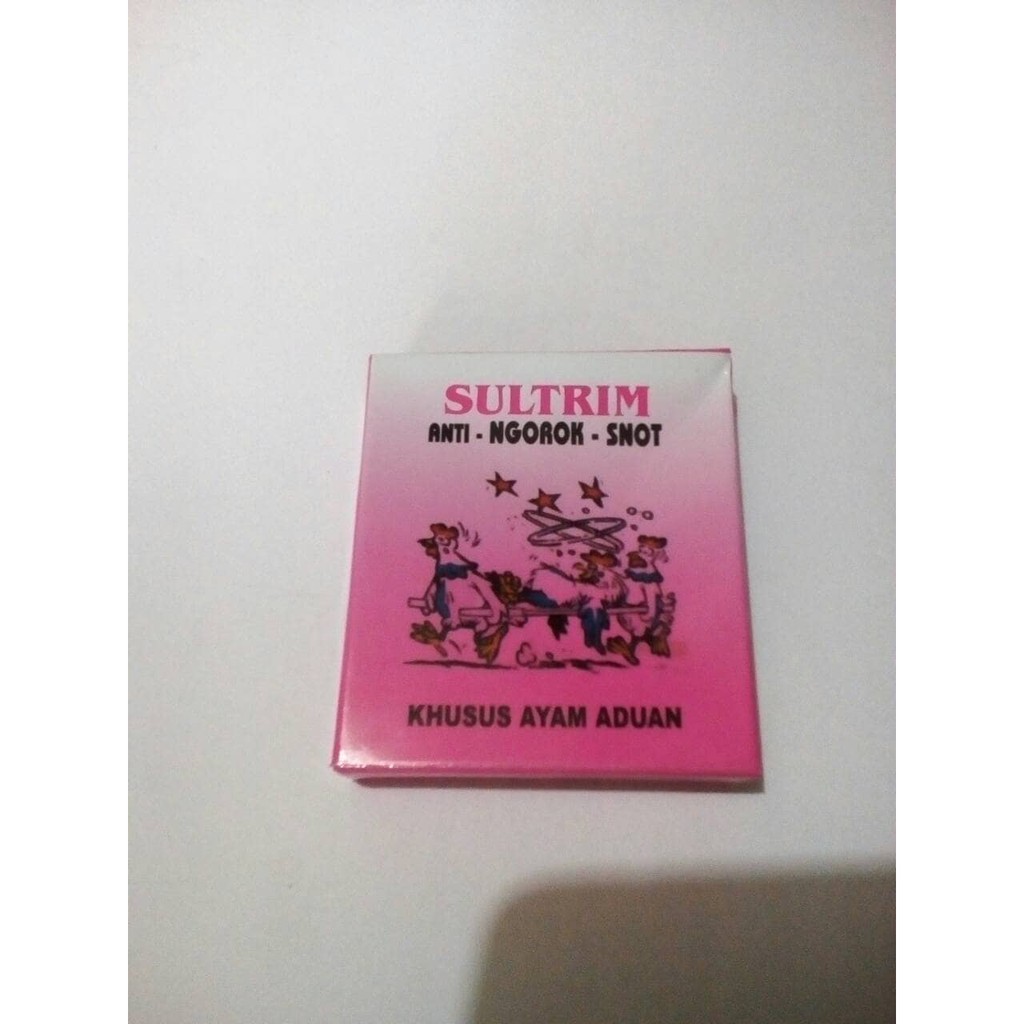 SULTRIM
ANTI - NGOROK - SNOT
KHUSUS AYAM ADUAN